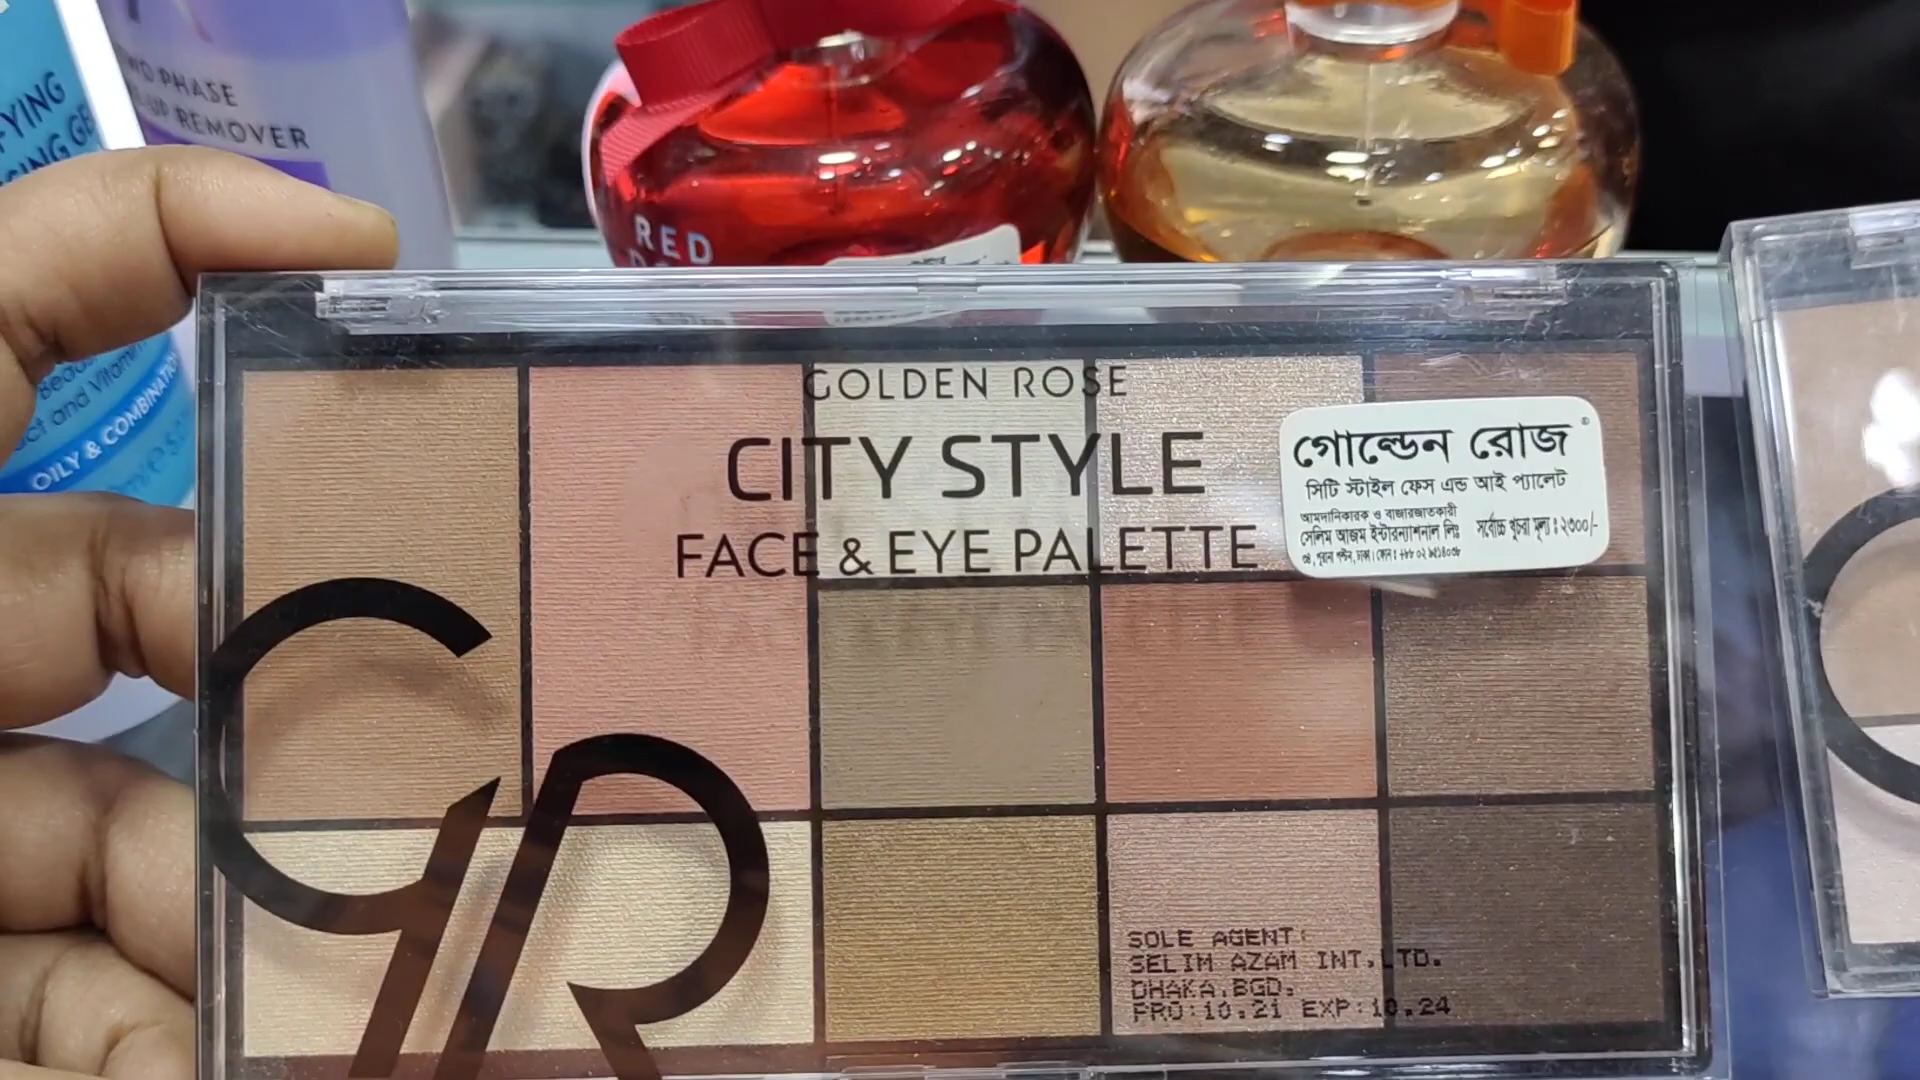 PHASE
UP REMOVER
FYING
OILY & COMBINATION
RED
GOLDEN ROSE
CITY STYLE
FACE & EYE PALETTE
গোল্ডেন রোজ ®
সিটি স্টাইল ফেস এন্ড আই প্যালেট
আমদানিকারক ও বাজারজাতকারী
সেলিম আজম ইন্টারন্যাশনাল লিঃ
সর্বোচ্চ খুচরা মূল্য : ২৩০০/-
GR
SOLE AGENT:
SELIM AZAM INT.LTD.
DHAKA.BGD.
PRO:10.21 EXP:10.24